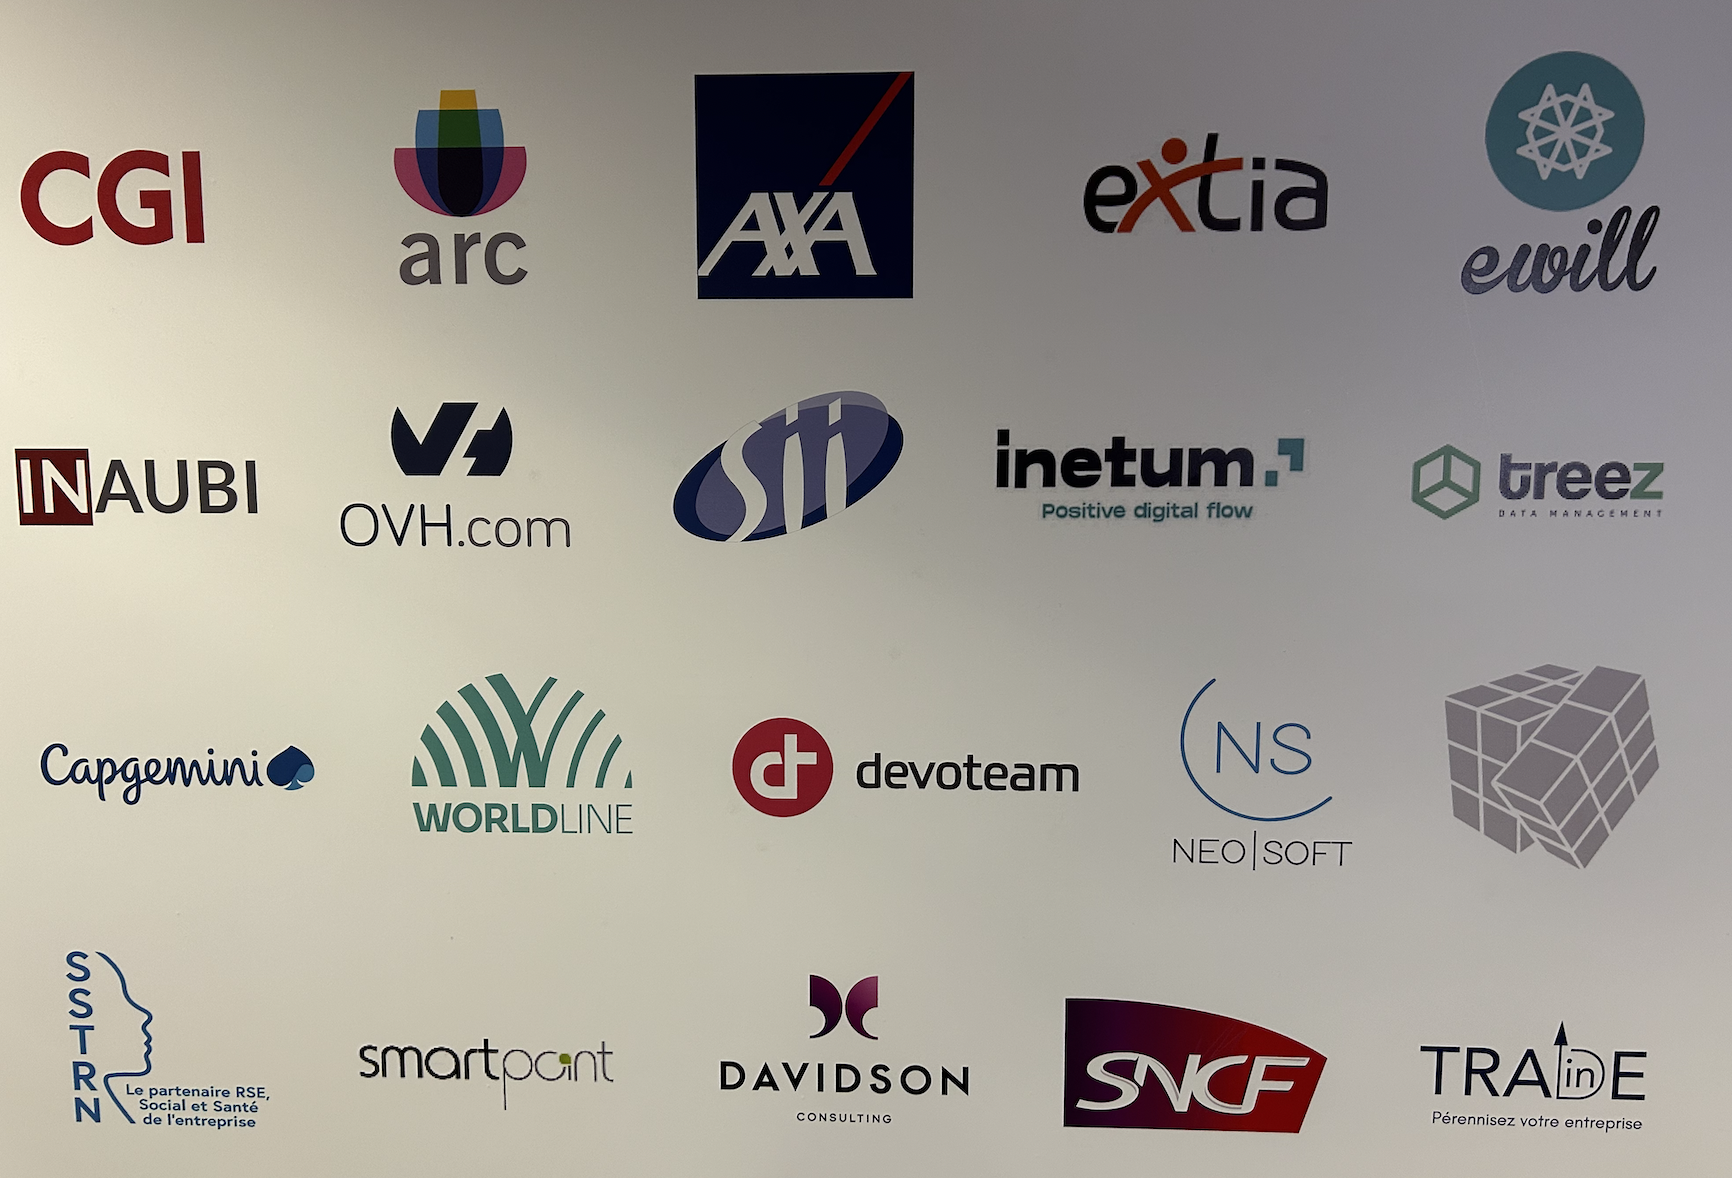 CGI
arc
AXA
extia
ewill
INAUBI
OVH.com
sii
inetum
Positive digital flow
treez
DATA MANAGEMENT
Capgemini
WORLDLINE
dt
devoteam
NS
NEO|SOFT
SSTRN
Le partenaire RSE,
Social et Santé
de l'entreprise
smartpoint
DAVIDSON
CONSULTING
SNCF
TRAinDE
Pérennisez votre entreprise